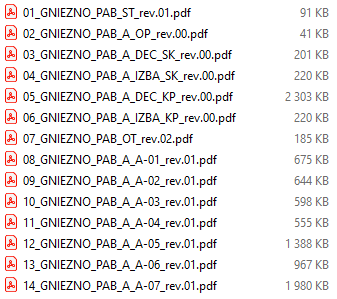 01_GNIEZNO_PAB_ST_rev.01.pdf 91 KB
02_GNIEZNO_PAB_A_OP_rev.00.pdf 41 KB
03_GNIEZNO_PAB_A_DEC_SK_rev.00.pdf 201 KB
04_GNIEZNO_PAB_A_IZBA_SK_rev.00.pdf 220 KB
05_GNIEZNO_PAB_A_DEC_KP_rev.00.pdf 2 303 KB
06_GNIEZNO_PAB_A_IZBA_KP_rev.00.pdf 220 KB
07_GNIEZNO_PAB_OT_rev.02.pdf 185 KB
08_GNIEZNO_PAB_A_A-01_rev.01.pdf 675 KB
09_GNIEZNO_PAB_A_A-02_rev.01.pdf 644 KB
10_GNIEZNO_PAB_A_A-03_rev.01.pdf 598 KB
11_GNIEZNO_PAB_A_A-04_rev.01.pdf 555 KB
12_GNIEZNO_PAB_A_A-05_rev.01.pdf 1 388 KB
13_GNIEZNO_PAB_A_A-06_rev.01.pdf 967 KB
14_GNIEZNO_PAB_A_A-07_rev.01.pdf 1 980 KB